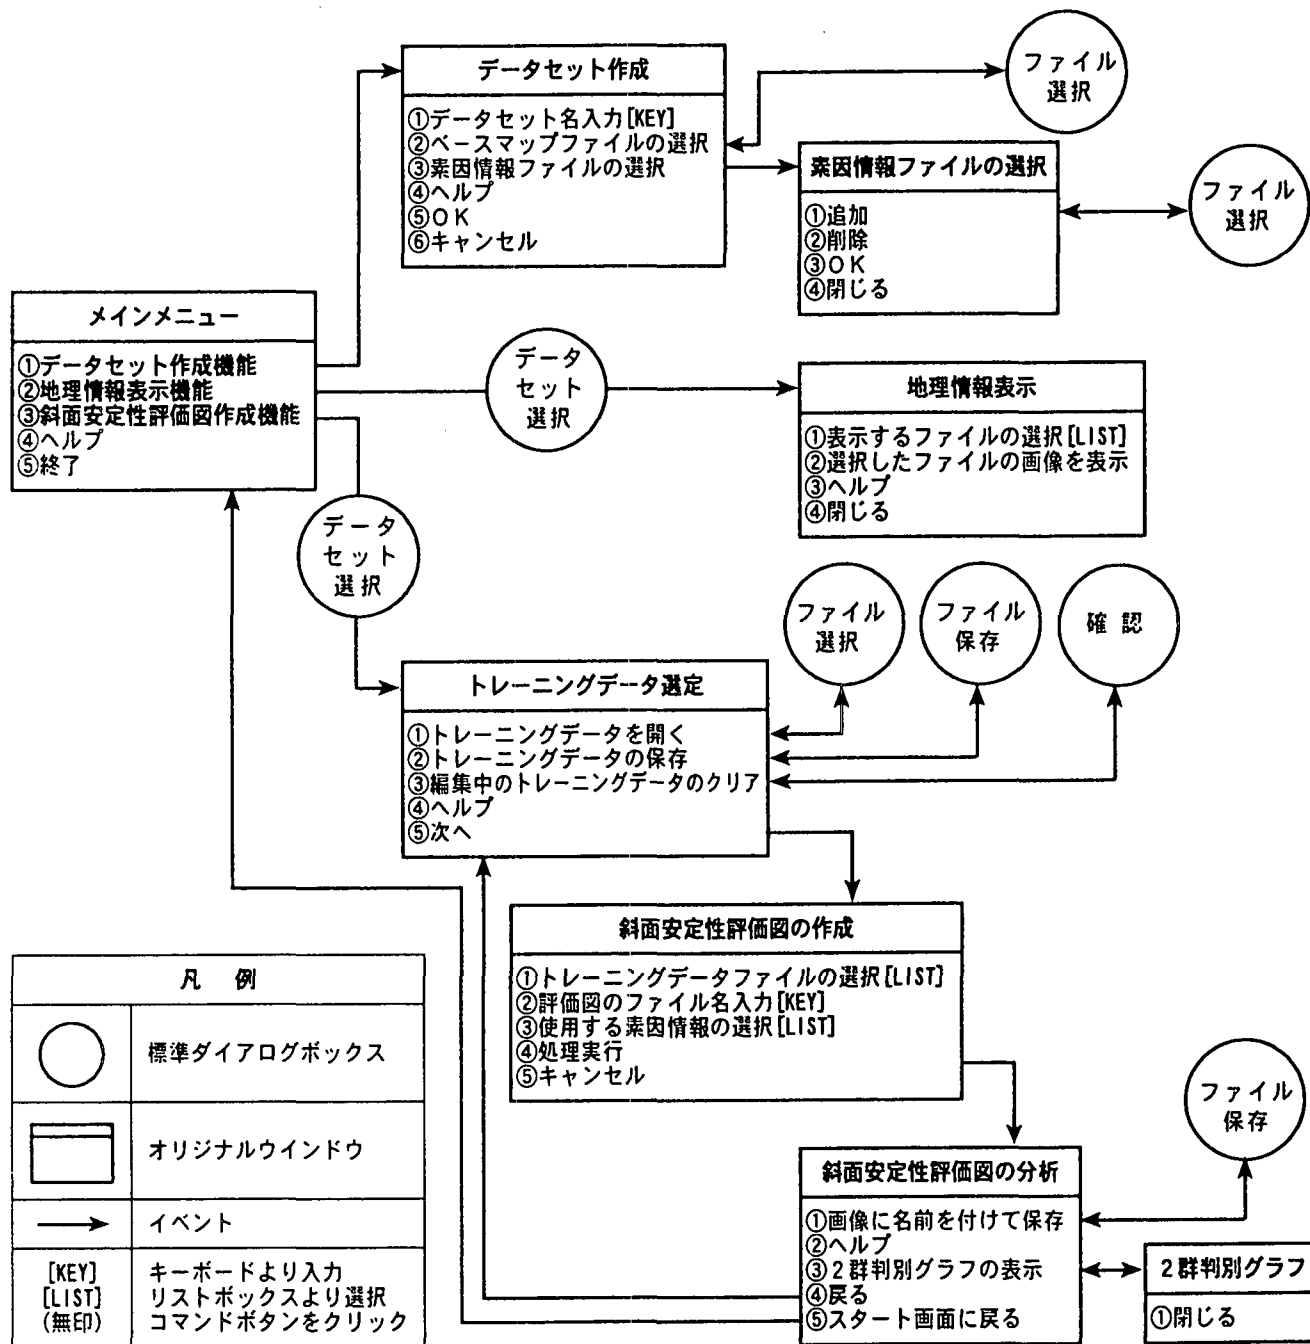 データセット作成
①データセット名入力[KEY]
②ベースマップファイルの選択
③素因情報ファイルの選択
④ヘルプ
⑤OK
⑥キャンセル
ファイル
選択
素因情報ファイルの選択
①追加
②削除
③OK
④閉じる
ファイル
選択
メインメニュー
①データセット作成機能
②地理情報表示機能
③斜面安定性評価図作成機能
④ヘルプ
⑤終了
データ
セット
選択
地理情報表示
①表示するファイルの選択[LIST]
②選択したファイルの画像を表示
③ヘルプ
④閉じる
データ
セット
選択
ファイル
選択
ファイル
保存
確認
トレーニングデータ選定
①トレーニングデータを開く
②トレーニングデータの保存
③編集中のトレーニングデータのクリア
④ヘルプ
⑤次へ
斜面安定性評価図の作成
①トレーニングデータファイルの選択[LIST]
②評価図のファイル名入力[KEY]
③使用する素因情報の選択[LIST]
④処理実行
⑤キャンセル
ファイル
保存
斜面安定性評価図の分析
①画像に名前を付けて保存
②ヘルプ
③2群判別グラフの表示
④戻る
⑤スタート画面に戻る
2群判別グラフ
①閉じる
凡例
標準ダイアログボックス
オリジナルウインドウ
イベント
[KEY] キーボードより入力
[LIST] リストボックスより選択
(無印) コマンドボタンをクリック